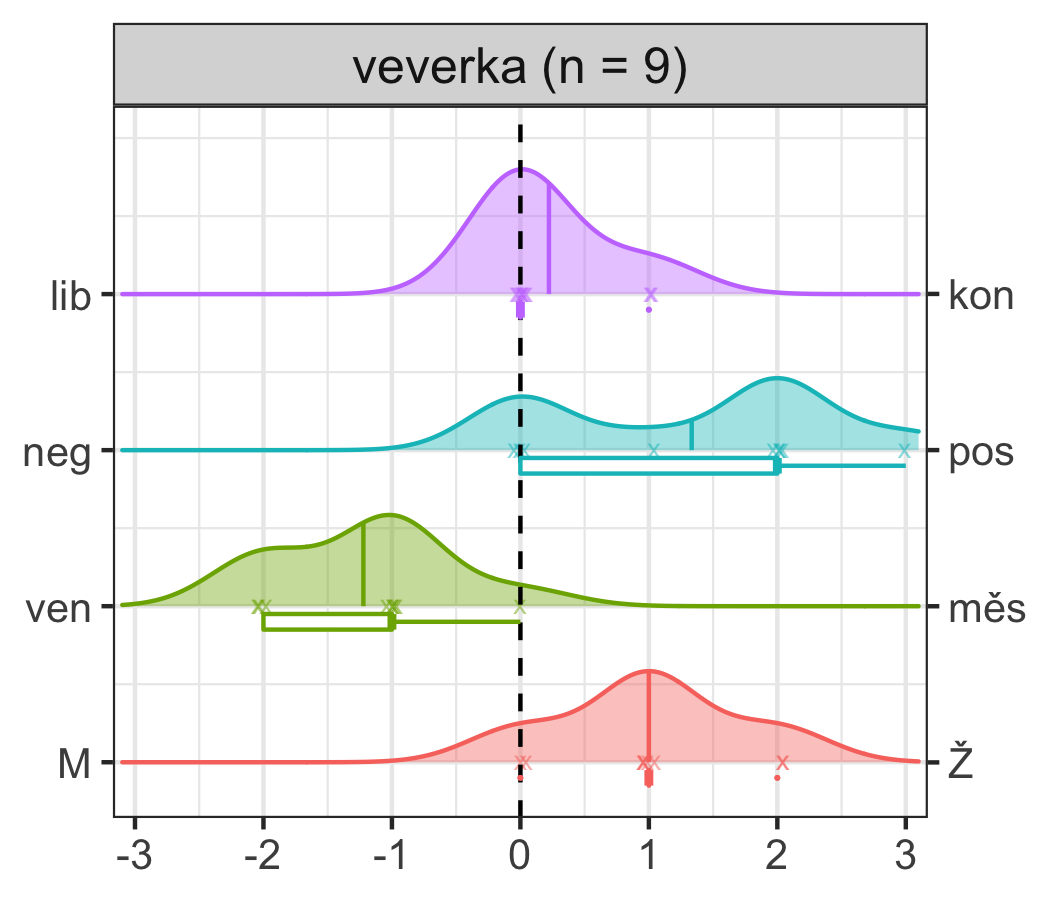 veverka (n = 9)
lib kon
neg pos
ven měs
M Ž
-3 -2 -1 0 1 2 3